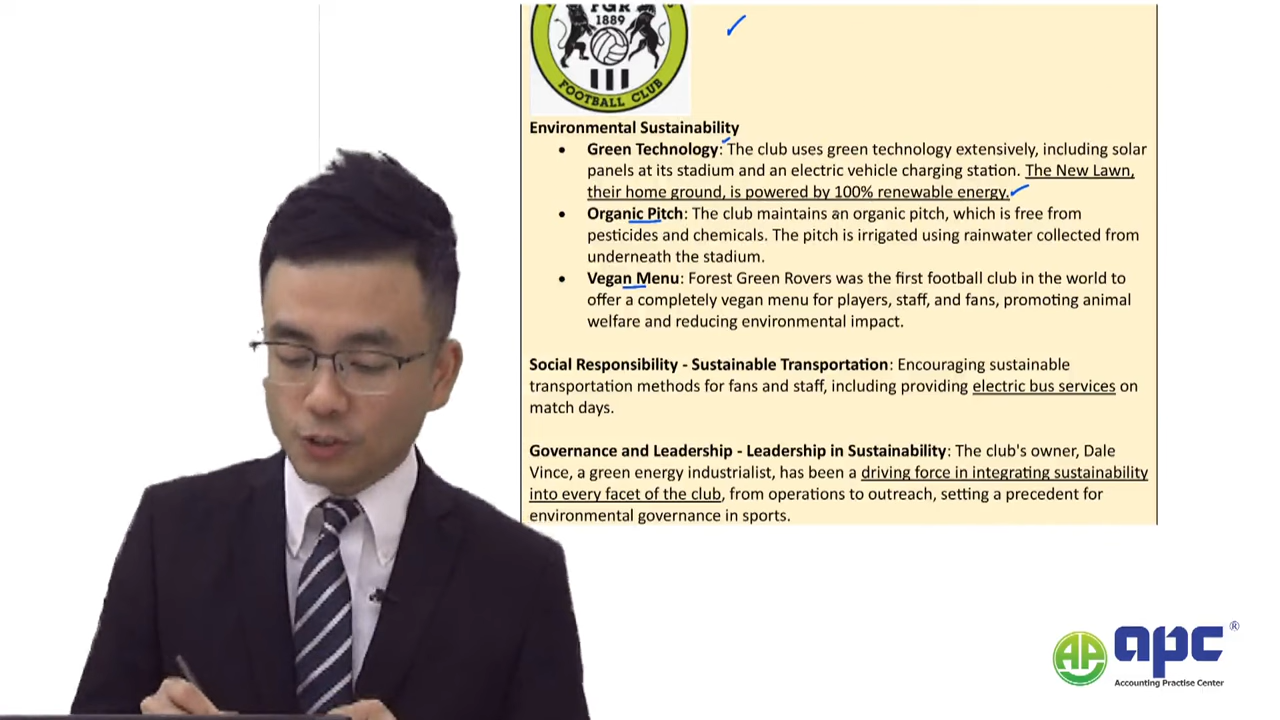 FGR
1889
FOOTBALL CLUB
Environmental Sustainability
• Green Technology: The club uses green technology extensively, including solar
panels at its stadium and an electric vehicle charging station. The New Lawn,
their home ground, is powered by 100% renewable energy.
• Organic Pitch: The club maintains an organic pitch, which is free from
pesticides and chemicals. The pitch is irrigated using rainwater collected from
underneath the stadium.
• Vegan Menu: Forest Green Rovers was the first football club in the world to
offer a completely vegan menu for players, staff, and fans, promoting animal
welfare and reducing environmental impact.
Social Responsibility - Sustainable Transportation: Encouraging sustainable
transportation methods for fans and staff, including providing electric bus services on
match days.
Governance and Leadership - Leadership in Sustainability: The club's owner, Dale
Vince, a green energy industrialist, has been a driving force in integrating sustainability
into every facet of the club, from operations to outreach, setting a precedent for
environmental governance in sports.
AP apc ®
Accounting Practise Center